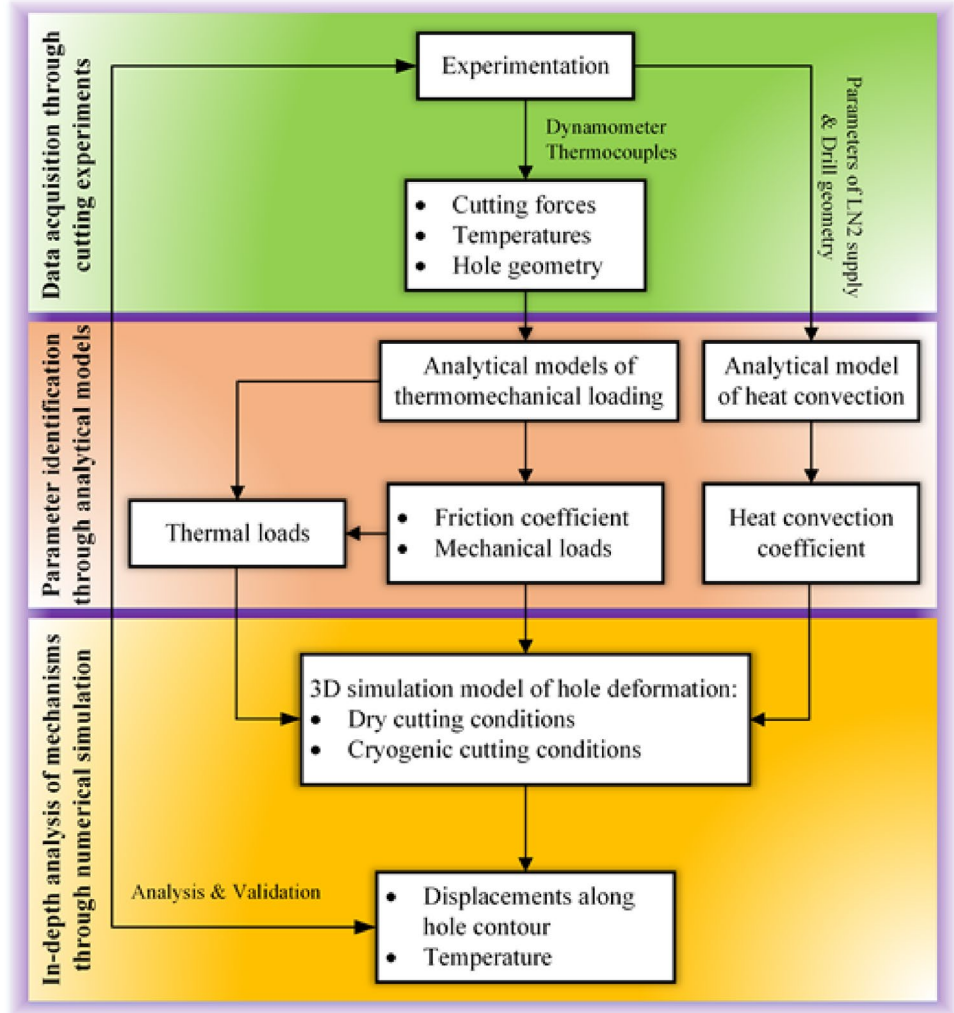 Data acquisition through
cutting experiments
Experimentation
Dynamometer
Thermocouples
Parameters of LN2 supply
& Drill geometry
• Cutting forces
• Temperatures
• Hole geometry
Parameter identification
through analytical models
Analytical models of
thermomechanical loading
Analytical model
of heat convection
Thermal loads
• Friction coefficient
• Mechanical loads
Heat convection
coefficient
In-depth analysis of mechanisms
through numerical simulation
3D simulation model of hole deformation:
• Dry cutting conditions
• Cryogenic cutting conditions
Analysis & Validation
• Displacements along
hole contour
• Temperature